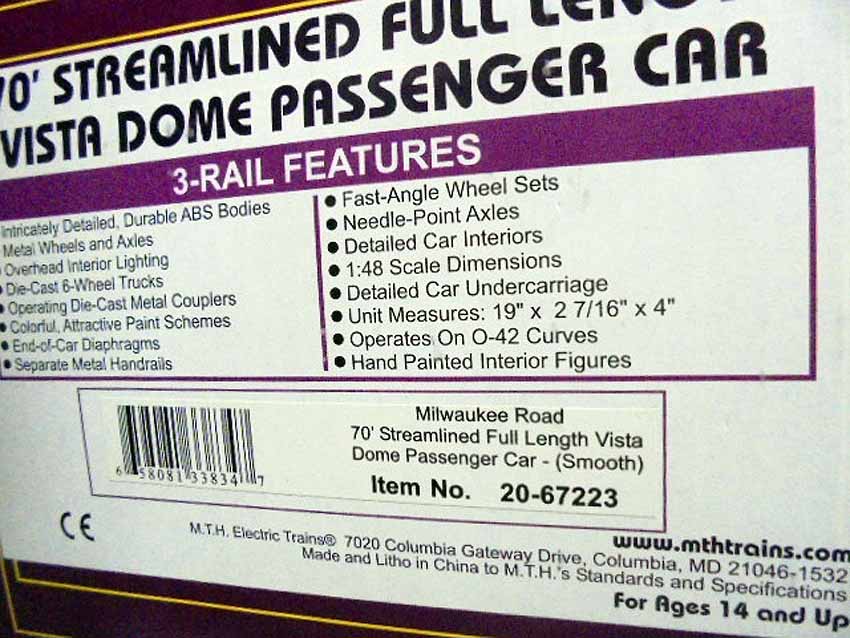 70' STREAMLINED FULL LENGTH
VISTA DOME PASSENGER CAR
3-RAIL FEATURES
Intricately Detailed, Durable ABS Bodies
Metal Wheels and Axles
Overhead Interior Lighting
Die-Cast 6-Wheel Trucks
● Operating Die-Cast Metal Couplers
● Colorful, Attractive Paint Schemes
● End-of-Car Diaphragms
● Separate Metal Handrails
● Fast-Angle Wheel Sets
● Needle-Point Axles
● Detailed Car Interiors
● 1:48 Scale Dimensions
● Detailed Car Undercarriage
● Unit Measures: 19" x 2 7/16" x 4"
● Operates On O-42 Curves
● Hand Painted Interior Figures
6 58081 33834 7
Milwaukee Road
70' Streamlined Full Length Vista
Dome Passenger Car - (Smooth)
Item No. 20-67223
CE
www.mthtrains.com
M.T.H. Electric Trains® 7020 Columbia Gateway Drive, Columbia, MD 21046-1532
Made and Litho in China to M.T.H.'s Standards and Specifications
For Ages 14 and Up